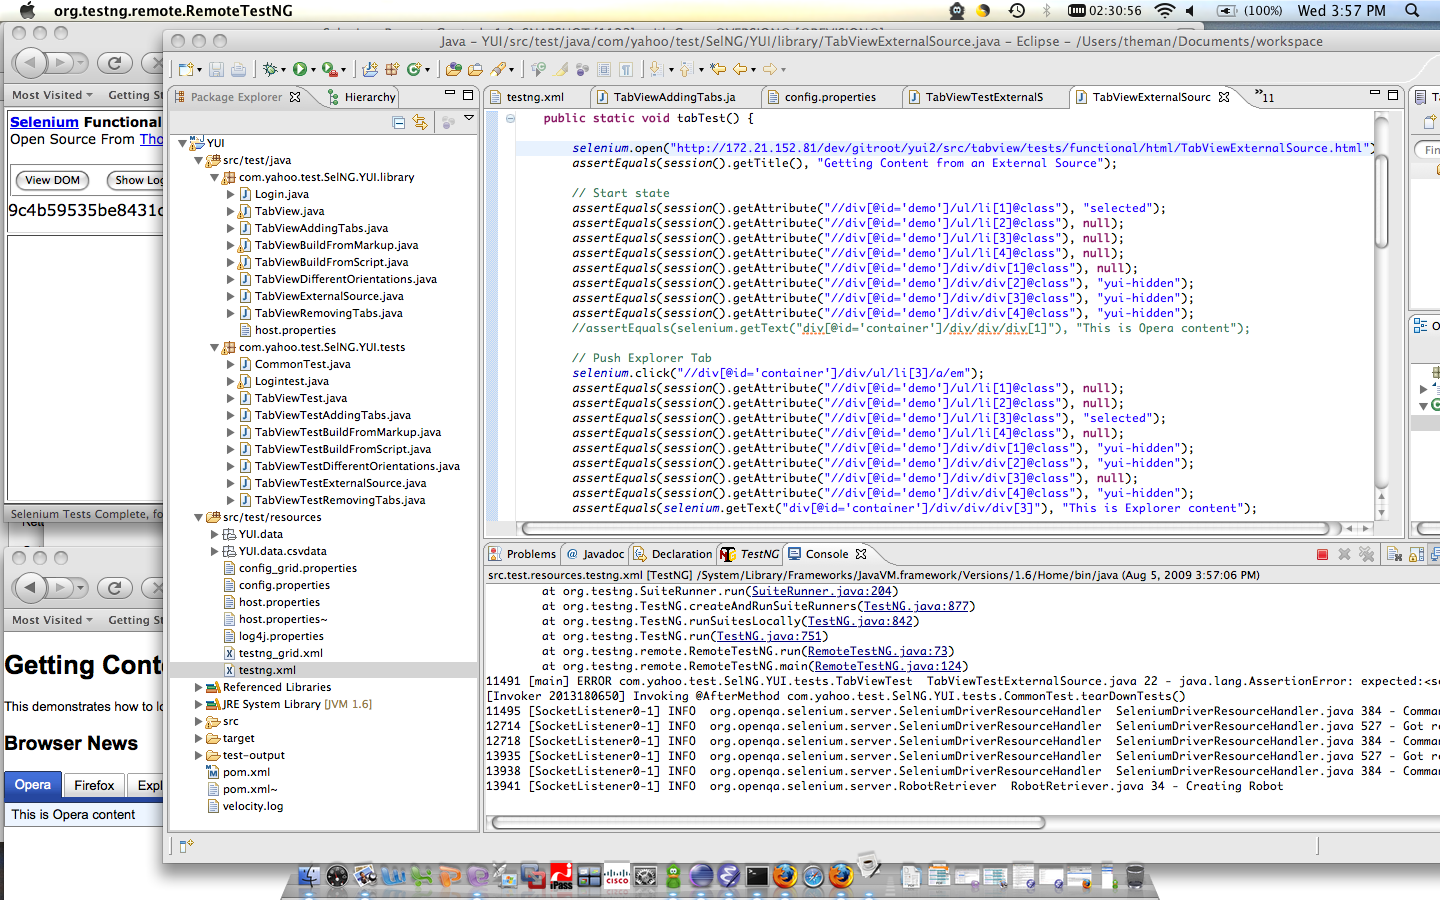 org.testng.remote.RemoteTestNG
02:30:56
(100%)
Wed 3:57 PM
Java - YUI/src/test/java/com/yahoo/test/SelNG/YUI/library/TabViewExternalSource.java - Eclipse - /Users/theman/Documents/workspace
Most Visited
Getting St
Selenium Functional
Open Source From Tho
View DOM
Show Log
9c4b59535be8431c
Selenium Tests Complete, fo
Most Visited
Getting St
Getting Conte
This demonstrates how to lo
Browser News
Opera
Firefox
Expl
This is Opera content
Package Explorer
Hierarchy
YUI
src/test/java
com.yahoo.test.SelNG.YUI.library
Login.java
TabView.java
TabViewAddingTabs.java
TabViewBuildFromMarkup.java
TabViewBuildFromScript.java
TabViewDifferentOrientations.java
TabViewExternalSource.java
TabViewRemovingTabs.java
host.properties
com.yahoo.test.SelNG.YUI.tests
CommonTest.java
Logintest.java
TabViewTest.java
TabViewTestAddingTabs.java
TabViewTestBuildFromMarkup.java
TabViewTestBuildFromScript.java
TabViewTestDifferentOrientations.java
TabViewTestExternalSource.java
TabViewTestRemovingTabs.java
src/test/resources
YUI.data
YUI.data.csvdata
config_grid.properties
config.properties
host.properties
host.properties~
log4j.properties
testng_grid.xml
testng.xml
Referenced Libraries
JRE System Library [JVM 1.6]
src
target
test-output
pom.xml
pom.xml~
velocity.log
testng.xml
TabViewAddingTabs.ja
config.properties
TabViewTestExternalS
TabViewExternalSourc
»11
public static void tabTest() {
selenium.open("http://172.21.152.81/dev/gitroot/yui2/src/tabview/tests/functional/html/TabViewExternalSource.html")
assertEquals(selenium.getTitle(), "Getting Content from an External Source");
// Start state
assertEquals(session().getAttribute("//div[@id='demo']/ul/li[1]@class"), "selected");
assertEquals(session().getAttribute("//div[@id='demo']/ul/li[2]@class"), null);
assertEquals(session().getAttribute("//div[@id='demo']/ul/li[3]@class"), null);
assertEquals(session().getAttribute("//div[@id='demo']/ul/li[4]@class"), null);
assertEquals(session().getAttribute("//div[@id='demo']/div/div[1]@class"), null);
assertEquals(session().getAttribute("//div[@id='demo']/div/div[2]@class"), "yui-hidden");
assertEquals(session().getAttribute("//div[@id='demo']/div/div[3]@class"), "yui-hidden");
assertEquals(session().getAttribute("//div[@id='demo']/div/div[4]@class"), "yui-hidden");
//assertEquals(selenium.getText("div[@id='container']/div/div/div[1]"), "This is Opera content");
// Push Explorer Tab
selenium.click("//div[@id='container']/div/ul/li[3]/a/em");
assertEquals(session().getAttribute("//div[@id='demo']/ul/li[1]@class"), null);
assertEquals(session().getAttribute("//div[@id='demo']/ul/li[2]@class"), null);
assertEquals(session().getAttribute("//div[@id='demo']/ul/li[3]@class"), "selected");
assertEquals(session().getAttribute("//div[@id='demo']/ul/li[4]@class"), null);
assertEquals(session().getAttribute("//div[@id='demo']/div/div[1]@class"), "yui-hidden");
assertEquals(session().getAttribute("//div[@id='demo']/div/div[2]@class"), "yui-hidden");
assertEquals(session().getAttribute("//div[@id='demo']/div/div[3]@class"), null);
assertEquals(session().getAttribute("//div[@id='demo']/div/div[4]@class"), "yui-hidden");
assertEquals(selenium.getText("div[@id='container']/div/div/div[3]"), "This is Explorer content");
Fin
Problems
Javadoc
Declaration
TestNG
Console
src.test.resources.testng.xml [TestNG] /System/Library/Frameworks/JavaVM.framework/Versions/1.6/Home/bin/java (Aug 5, 2009 3:57:06 PM)
at org.testng.SuiteRunner.run(SuiteRunner.java:204)
at org.testng.TestNG.createAndRunSuiteRunners(TestNG.java:877)
at org.testng.TestNG.runSuitesLocally(TestNG.java:842)
at org.testng.TestNG.run(TestNG.java:751)
at org.testng.remote.RemoteTestNG.run(RemoteTestNG.java:73)
at org.testng.remote.RemoteTestNG.main(RemoteTestNG.java:124)
11491 [main] ERROR com.yahoo.test.SelNG.YUI.tests.TabViewTest TabViewTestExternalSource.java 22 - java.lang.AssertionError: expected:<se
[Invoker 2013180650] Invoking @AfterMethod com.yahoo.test.SelNG.YUI.tests.CommonTest.tearDownTests()
11495 [SocketListener0-1] INFO org.openqa.selenium.server.SeleniumDriverResourceHandler SeleniumDriverResourceHandler.java 384 - Comma
12714 [SocketListener0-1] INFO org.openqa.selenium.server.SeleniumDriverResourceHandler SeleniumDriverResourceHandler.java 527 - Got re
12718 [SocketListener0-1] INFO org.openqa.selenium.server.SeleniumDriverResourceHandler SeleniumDriverResourceHandler.java 384 - Comma
13935 [SocketListener0-1] INFO org.openqa.selenium.server.SeleniumDriverResourceHandler SeleniumDriverResourceHandler.java 527 - Got re
13938 [SocketListener0-1] INFO org.openqa.selenium.server.SeleniumDriverResourceHandler SeleniumDriverResourceHandler.java 384 - Comma
13941 [SocketListener0-1] INFO org.openqa.selenium.server.RobotRetriever RobotRetriever.java 34 - Creating Robot
iPass
CISCO